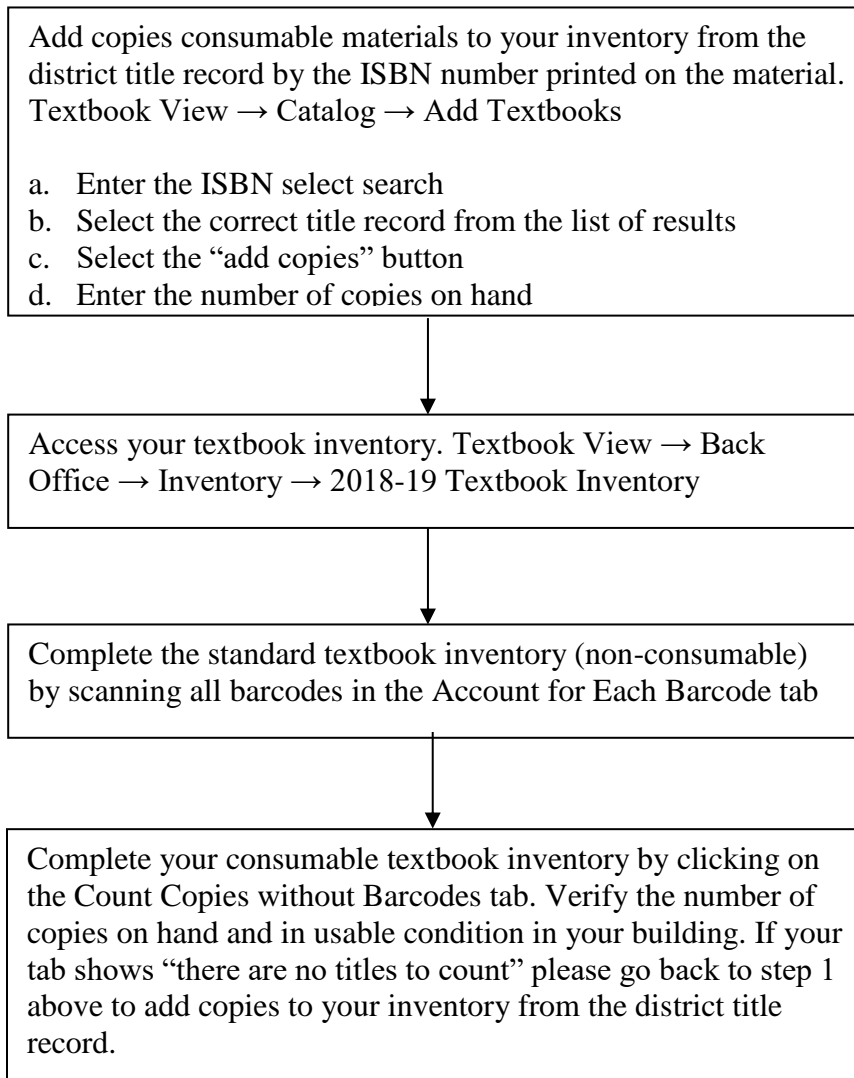 Add copies consumable materials to your inventory from the
district title record by the ISBN number printed on the material.
Textbook View → Catalog → Add Textbooks
a. Enter the ISBN select search
b. Select the correct title record from the list of results
c. Select the “add copies” button
d. Enter the number of copies on hand
Access your textbook inventory. Textbook View → Back
Office → Inventory → 2018-19 Textbook Inventory
Complete the standard textbook inventory (non-consumable)
by scanning all barcodes in the Account for Each Barcode tab
Complete your consumable textbook inventory by clicking on
the Count Copies without Barcodes tab. Verify the number of
copies on hand and in usable condition in your building. If your
tab shows “there are no titles to count” please go back to step 1
above to add copies to your inventory from the district title
record.